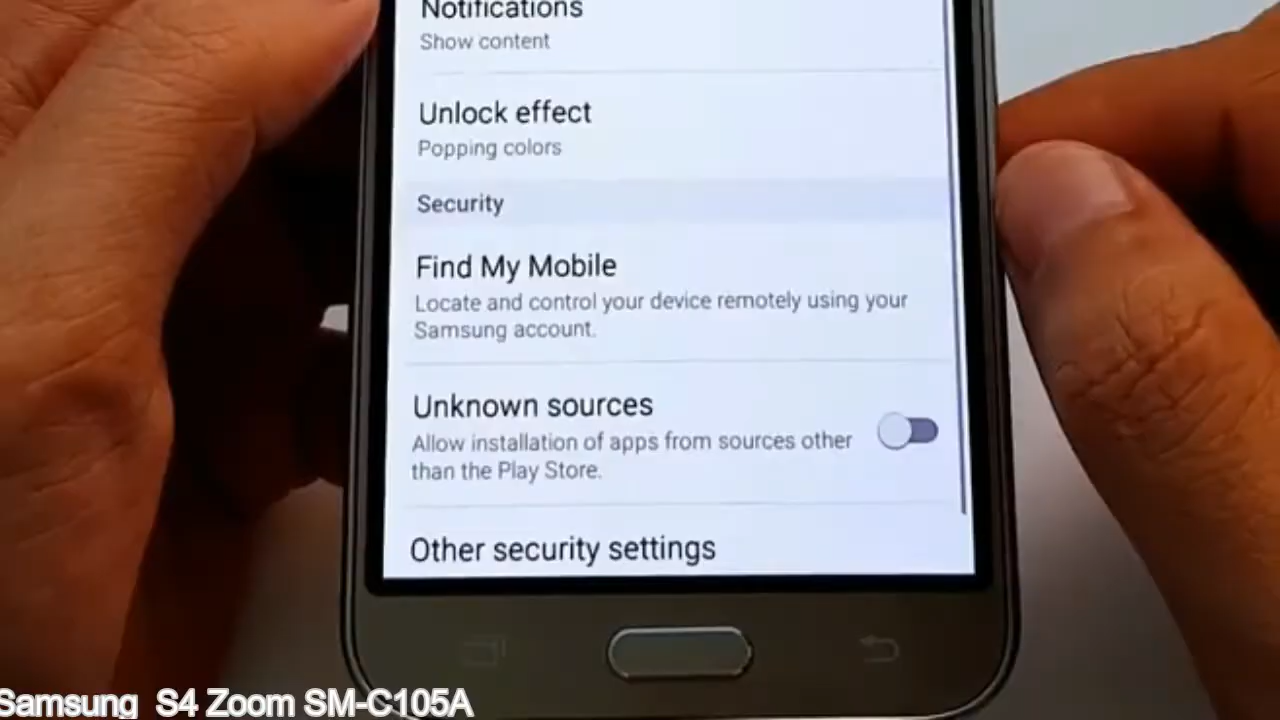 Notifications
Show content
Unlock effect
Popping colors
Security
Find My Mobile
Locate and control your device remotely using your
Samsung account.
Unknown sources
Allow installation of apps from sources other
than the Play Store.
Other security settings
Samsung S4 Zoom SM-C105A